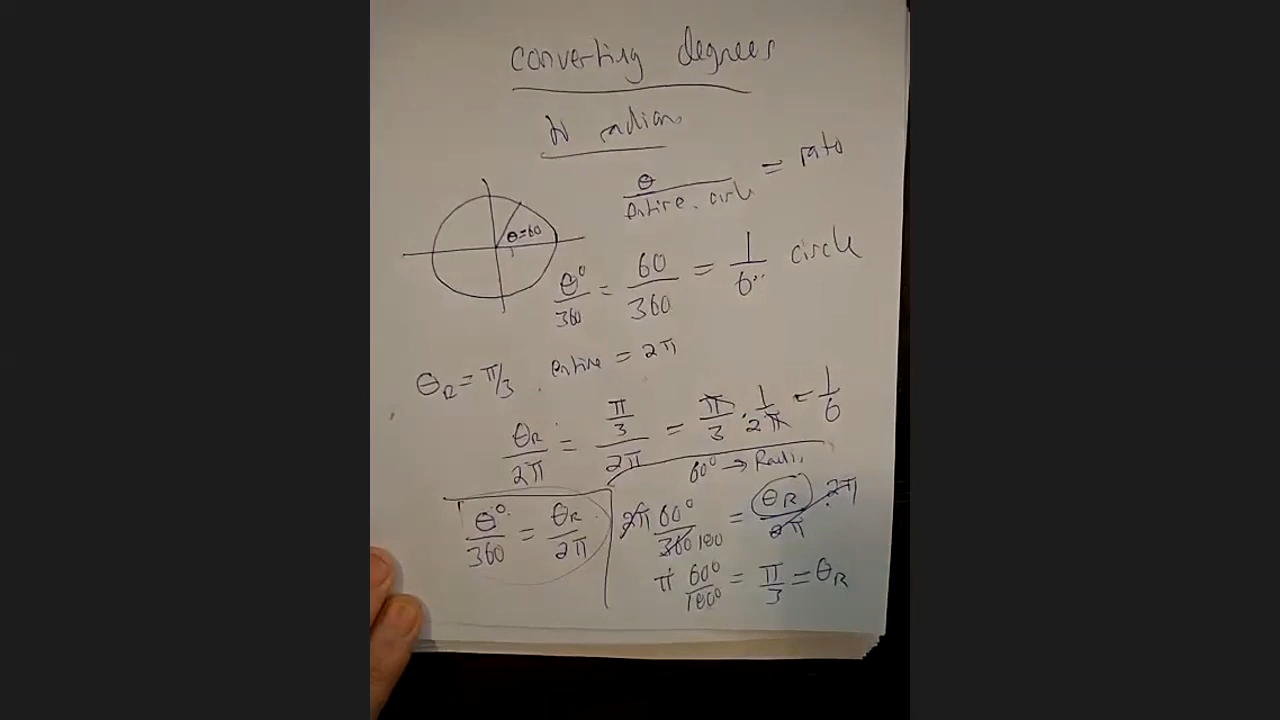 converting degrees
to radians
θ / entire circle = ratio
θ=60
θ° / 360 = 60 / 360 = 1 / 6 circle
θR = π/3 . entire = 2π
θR / 2π = π/3 / 2π = π/3 · 1/2π = 1/6
60° → Radi
θ° / 360 = θR / 2π
2π 60° / 360 180 = θR / 2π · 2π
π 60° / 180° = π / 3 = θR